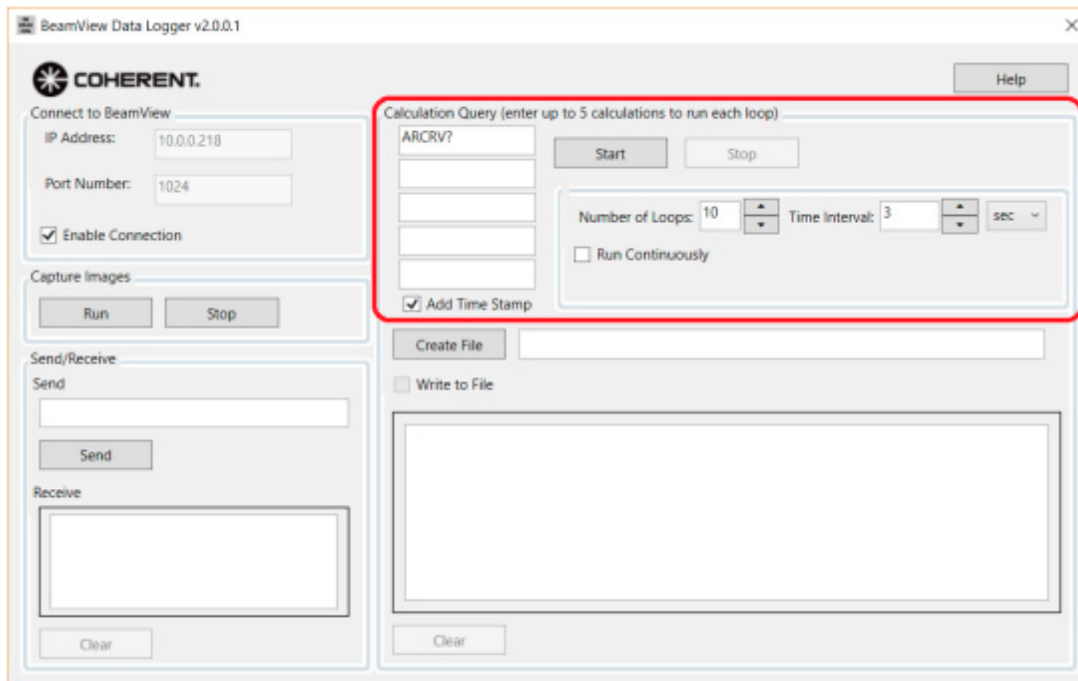 BeamView Data Logger v2.0.0.1
COHERENT.
Help
Connect to BeamView
IP Address: 10.0.0.218
Port Number: 1024
Enable Connection
Capture Images
Run Stop
Send/Receive
Send
Send
Receive
Clear
Calculation Query (enter up to 5 calculations to run each loop)
ARCRV?
Start Stop
Number of Loops: 10 Time Interval: 3 sec
Run Continuously
Add Time Stamp
Create File
Write to File
Clear